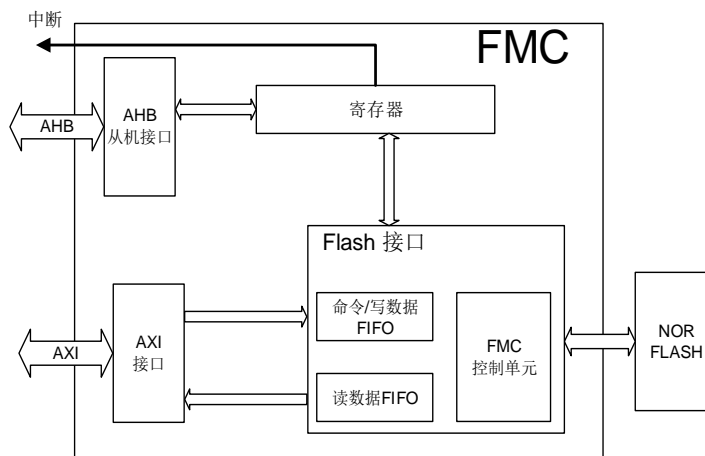 中断
FMC
AHB
AHB
从机接口
寄存器
Flash 接口
命令/写数据
FIFO
FMC
控制单元
NOR
FLASH
AXI
AXI
接口
读数据FIFO